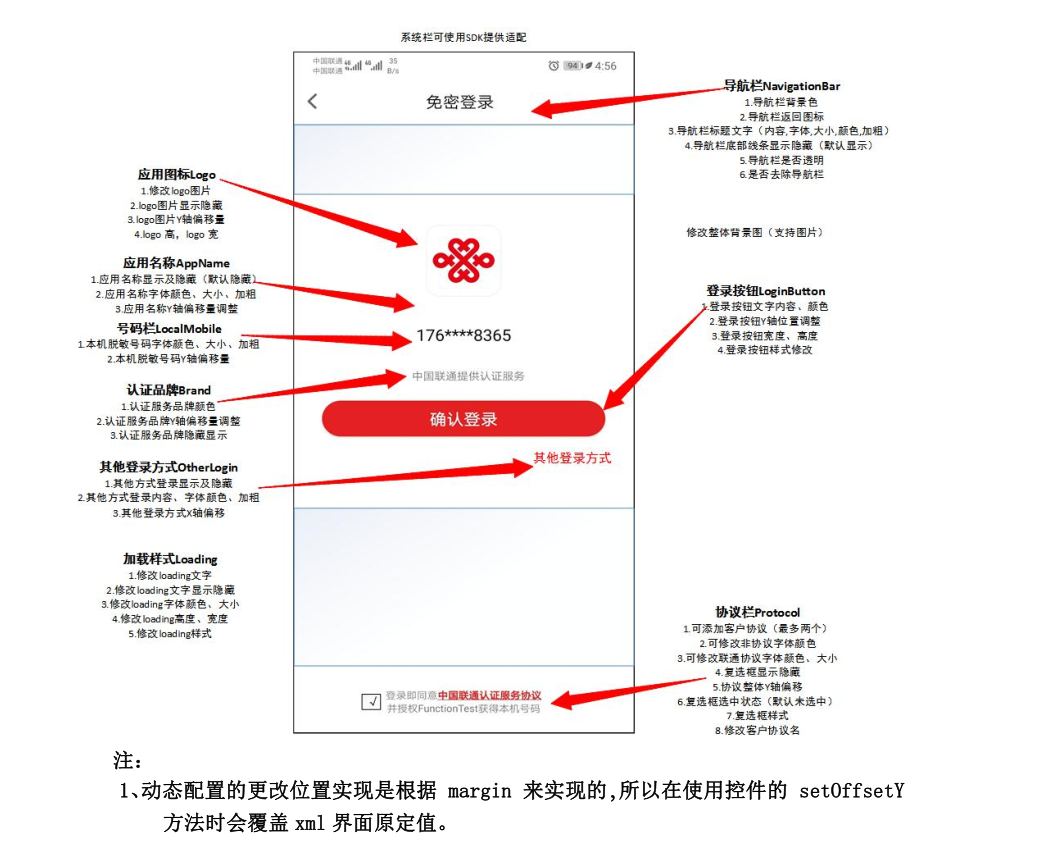 系统栏可使用SDK提供适配
中国联通 46 46 35
中国联通 B/s
94 4:56
免密登录
导航栏NavigationBar
1.导航栏背景色
2.导航栏返回图标
3.导航栏标题文字（内容,字体,大小,颜色,加粗）
4.导航栏底部线条显示隐藏（默认显示）
5.导航栏是否透明
6.是否去除导航栏
应用图标Logo
1.修改logo图片
2.logo图片显示隐藏
3.logo图片Y轴偏移量
4.logo 高，logo 宽
修改整体背景图（支持图片）
应用名称AppName
1.应用名称显示及隐藏（默认隐藏）
2.应用名称字体颜色、大小、加粗
3.应用名称Y轴偏移量调整
登录按钮LoginButton
1.登录按钮文字内容、颜色
2.登录按钮Y轴位置调整
3.登录按钮宽度、高度
4.登录按钮样式修改
号码栏LocalMobile
1.本机脱敏号码字体颜色、大小、加粗
2.本机脱敏号码Y轴偏移量
176****8365
中国联通提供认证服务
认证品牌Brand
1.认证服务品牌颜色
2.认证服务品牌Y轴偏移量调整
3.认证服务品牌隐藏显示
确认登录
其他登录方式
其他登录方式OtherLogin
1.其他方式登录显示及隐藏
2.其他方式登录内容、字体颜色、加粗
3.其他登录方式X轴偏移
加载样式Loading
1.修改loading文字
2.修改loading文字显示隐藏
3.修改loading字体颜色、大小
4.修改loading高度、宽度
5.修改loading样式
协议栏Protocol
1.可添加客户协议（最多两个）
2.可修改非协议字体颜色
3.可修改联通协议字体颜色、大小
4.复选框显示隐藏
5.协议整体Y轴偏移
6.复选框选中状态（默认未选中）
7.复选框样式
8.修改客户协议名
登录即同意中国联通认证服务协议
并授权FunctionTest获得本机号码
注：
1、动态配置的更改位置实现是根据 margin 来实现的,所以在使用控件的 setOffsetY
方法时会覆盖 xml 界面原定值。